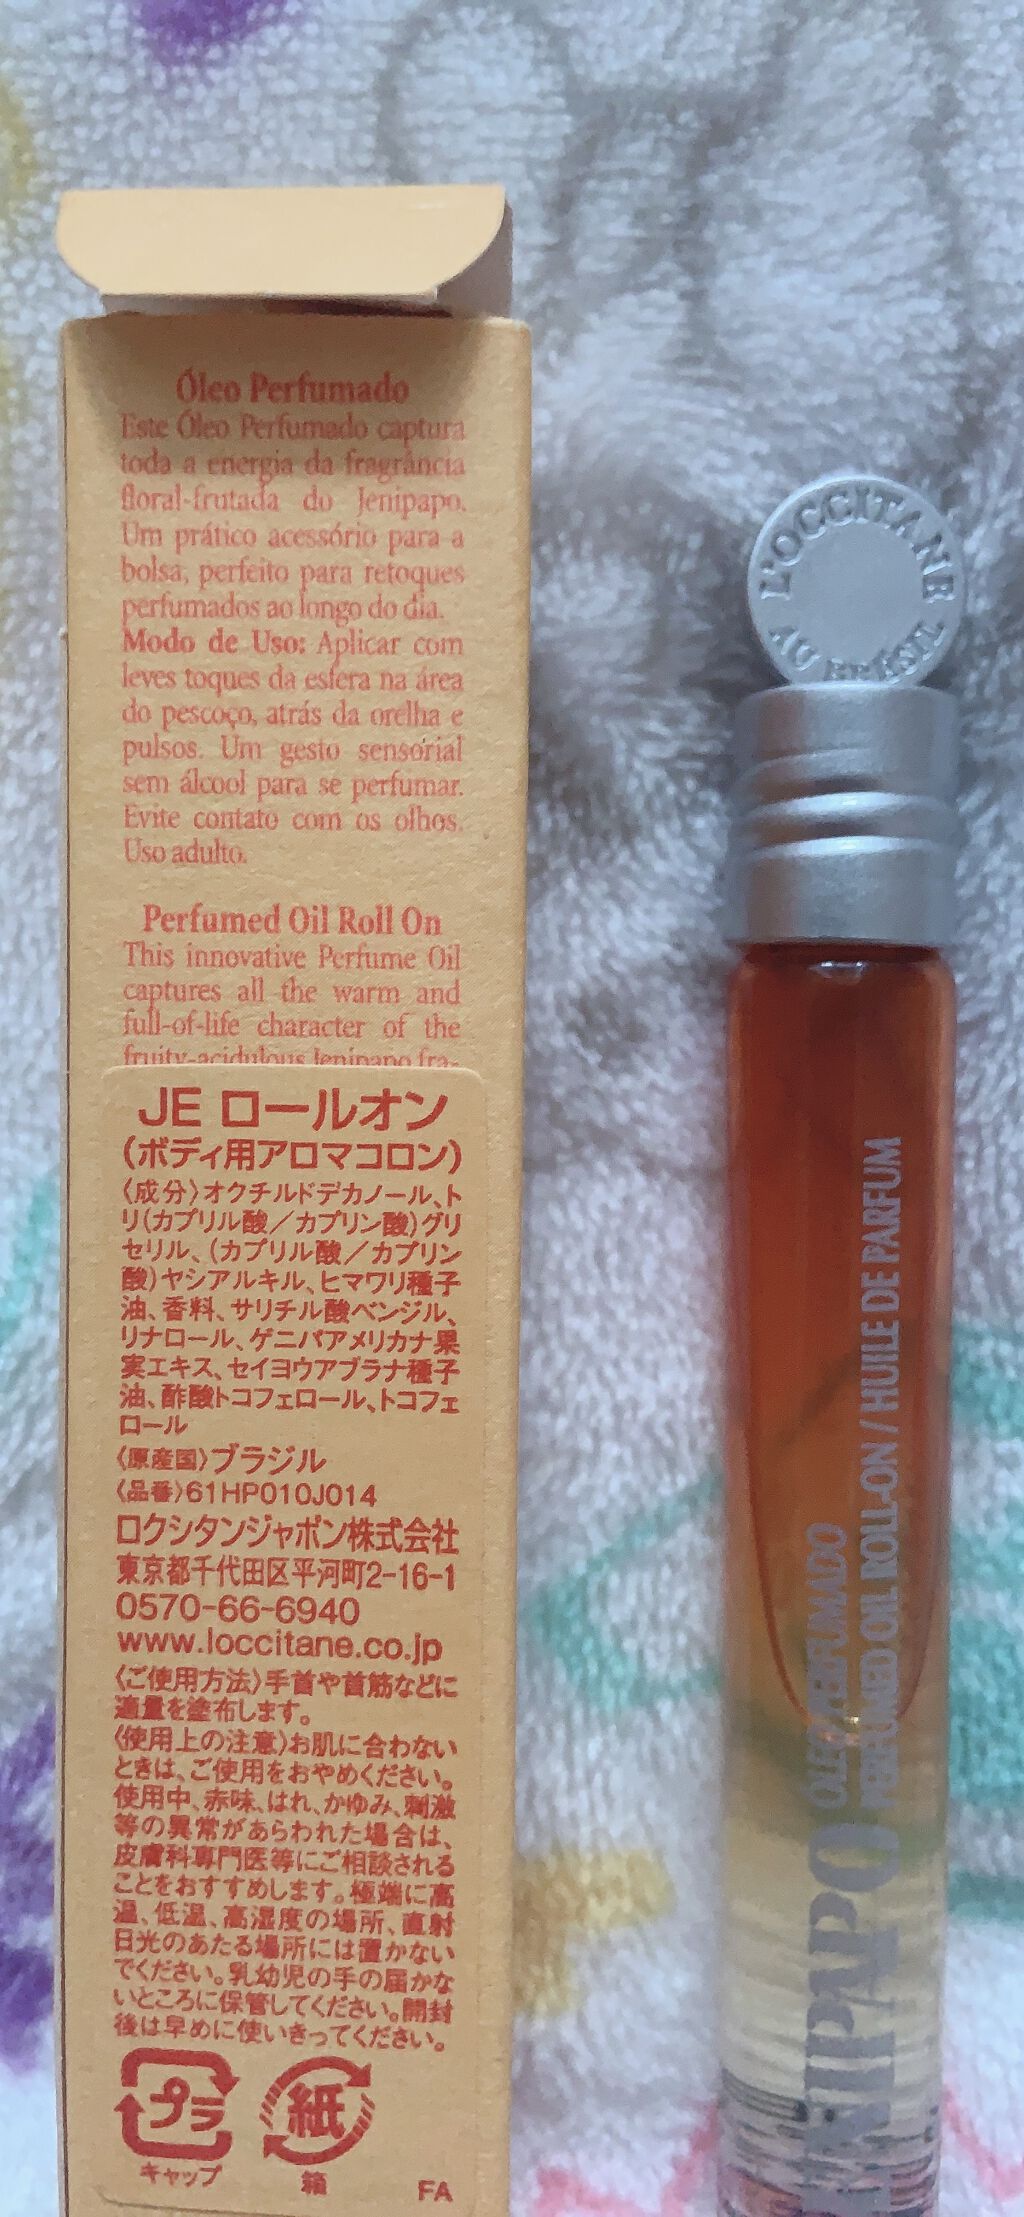 Óleo Perfumado
Este Óleo Perfumado captura
toda a energia da fragrância
floral-frutada do Jenipapo.
Um prático acessório para a
bolsa, perfeito para retoques
perfumados ao longo do dia.
Modo de Uso: Aplicar com
leves toques da esfera na área
do pescoço, atrás da orelha e
pulsos. Um gesto sensorial
sem álcool para se perfumar.
Evite contato com os olhos.
Uso adulto.
Perfumed Oil Roll On
This innovative Perfume Oil
captures all the warm and
full-of-life character of the
fruity-acidulous Jenipapo fra-
JE ロールオン
(ボディ用アロマコロン)
〈成分〉オクチルドデカノール、ト
リ(カプリル酸／カプリン酸)グリ
セリル、(カプリル酸／カプリン
酸)ヤシアルキル、ヒマワリ種子
油、香料、サリチル酸ベンジル、
リナロール、ゲニパアメリカナ果
実エキス、セイヨウアブラナ種子
油、酢酸トコフェロール、トコフェ
ロール
〈原産国〉ブラジル
〈品番〉61HP010J014
ロクシタンジャポン株式会社
東京都千代田区平河町2-16-1
0570-66-6940
www.loccitane.co.jp
〈ご使用方法〉手首や首筋などに
適量を塗布します。
〈使用上の注意〉お肌に合わない
ときは、ご使用をおやめください。
使用中、赤味、はれ、かゆみ、刺激
等の異常があらわれた場合は、
皮膚科専門医等にご相談される
ことをおすすめします。極端に高
温、低温、高湿度の場所、直射
日光のあたる場所には置かない
でください。乳幼児の手の届かな
いところに保管してください。開封
後は早めに使いきってください。
プラ 紙
キャップ 箱 FA
L'OCCITANE
AU BRÉSIL
ÓLEO PERFUMADO
PERFUMED OIL ROLL-ON / HUILE DE PARFUM